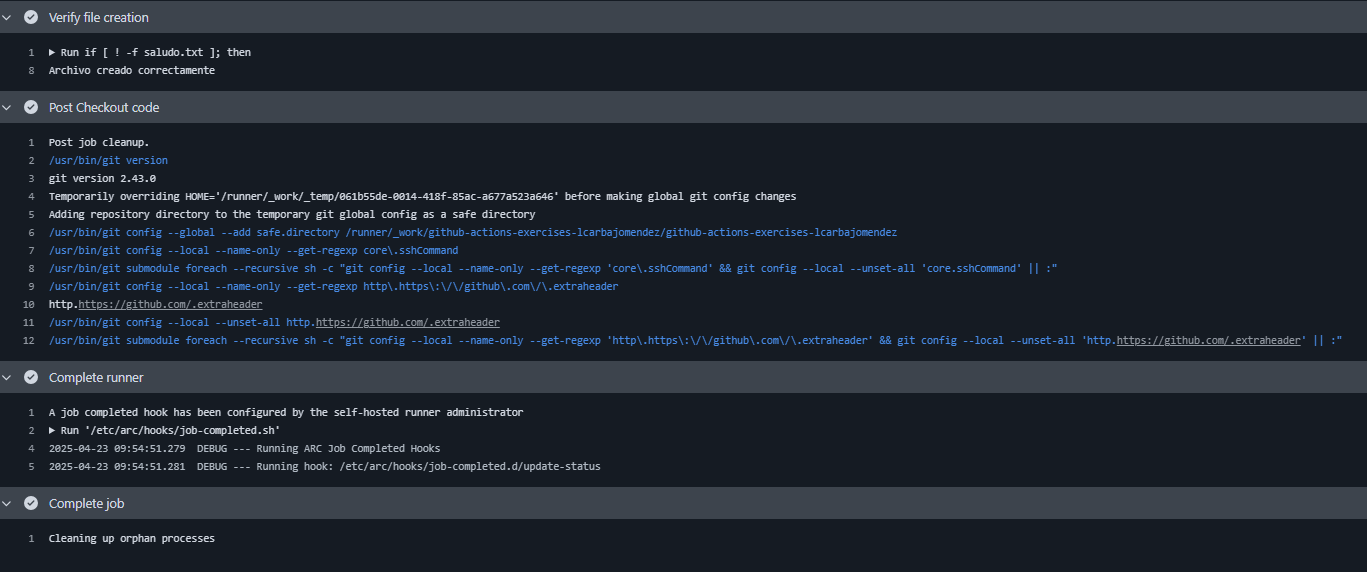 Verify file creation
1 ▶ Run if [ ! -f saludo.txt ]; then
8 Archivo creado correctamente
Post Checkout code
1 Post job cleanup.
2 /usr/bin/git version
3 git version 2.43.0
4 Temporarily overriding HOME='/runner/_work/_temp/061b55de-0014-418f-85ac-a677a523a646' before making global git config changes
5 Adding repository directory to the temporary git global config as a safe directory
6 /usr/bin/git config --global --add safe.directory /runner/_work/github-actions-exercises-lcarbajomendez/github-actions-exercises-lcarbajomendez
7 /usr/bin/git config --local --name-only --get-regexp core\.sshCommand
8 /usr/bin/git submodule foreach --recursive sh -c "git config --local --name-only --get-regexp 'core\.sshCommand' && git config --local --unset-all 'core.sshCommand' || :"
9 /usr/bin/git config --local --name-only --get-regexp http\.https\:\/\/github\.com\/\.extraheader
10 http.https://github.com/.extraheader
11 /usr/bin/git config --local --unset-all http.https://github.com/.extraheader
12 /usr/bin/git submodule foreach --recursive sh -c "git config --local --name-only --get-regexp 'http\.https\:\/\/github\.com\/\.extraheader' && git config --local --unset-all 'http.https://github.com/.extraheader' || :"
Complete runner
1 A job completed hook has been configured by the self-hosted runner administrator
2 ▶ Run '/etc/arc/hooks/job-completed.sh'
4 2025-04-23 09:54:51.279  DEBUG --- Running ARC Job Completed Hooks
5 2025-04-23 09:54:51.281  DEBUG --- Running hook: /etc/arc/hooks/job-completed.d/update-status
Complete job
1 Cleaning up orphan processes